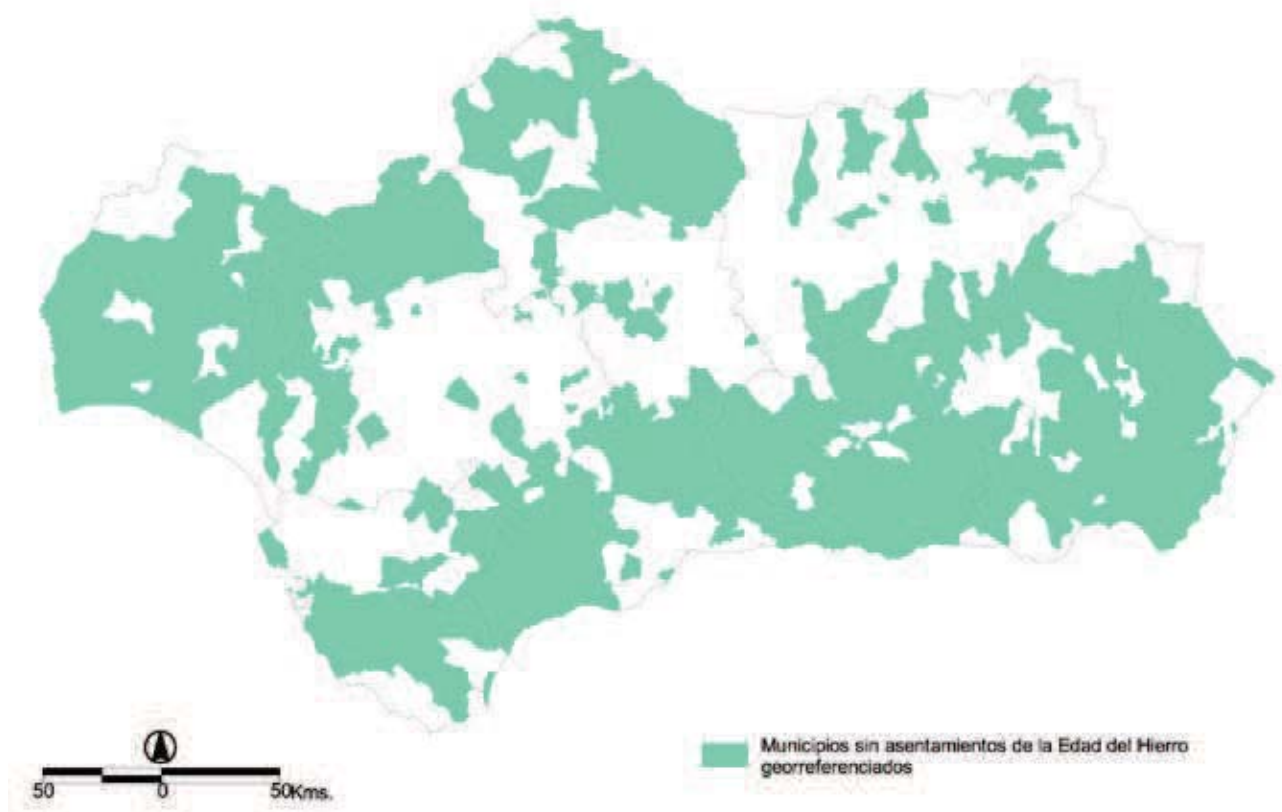 Municipios sin asentamientos de la Edad del Hierro
georreferenciados
50 0 50Kms.